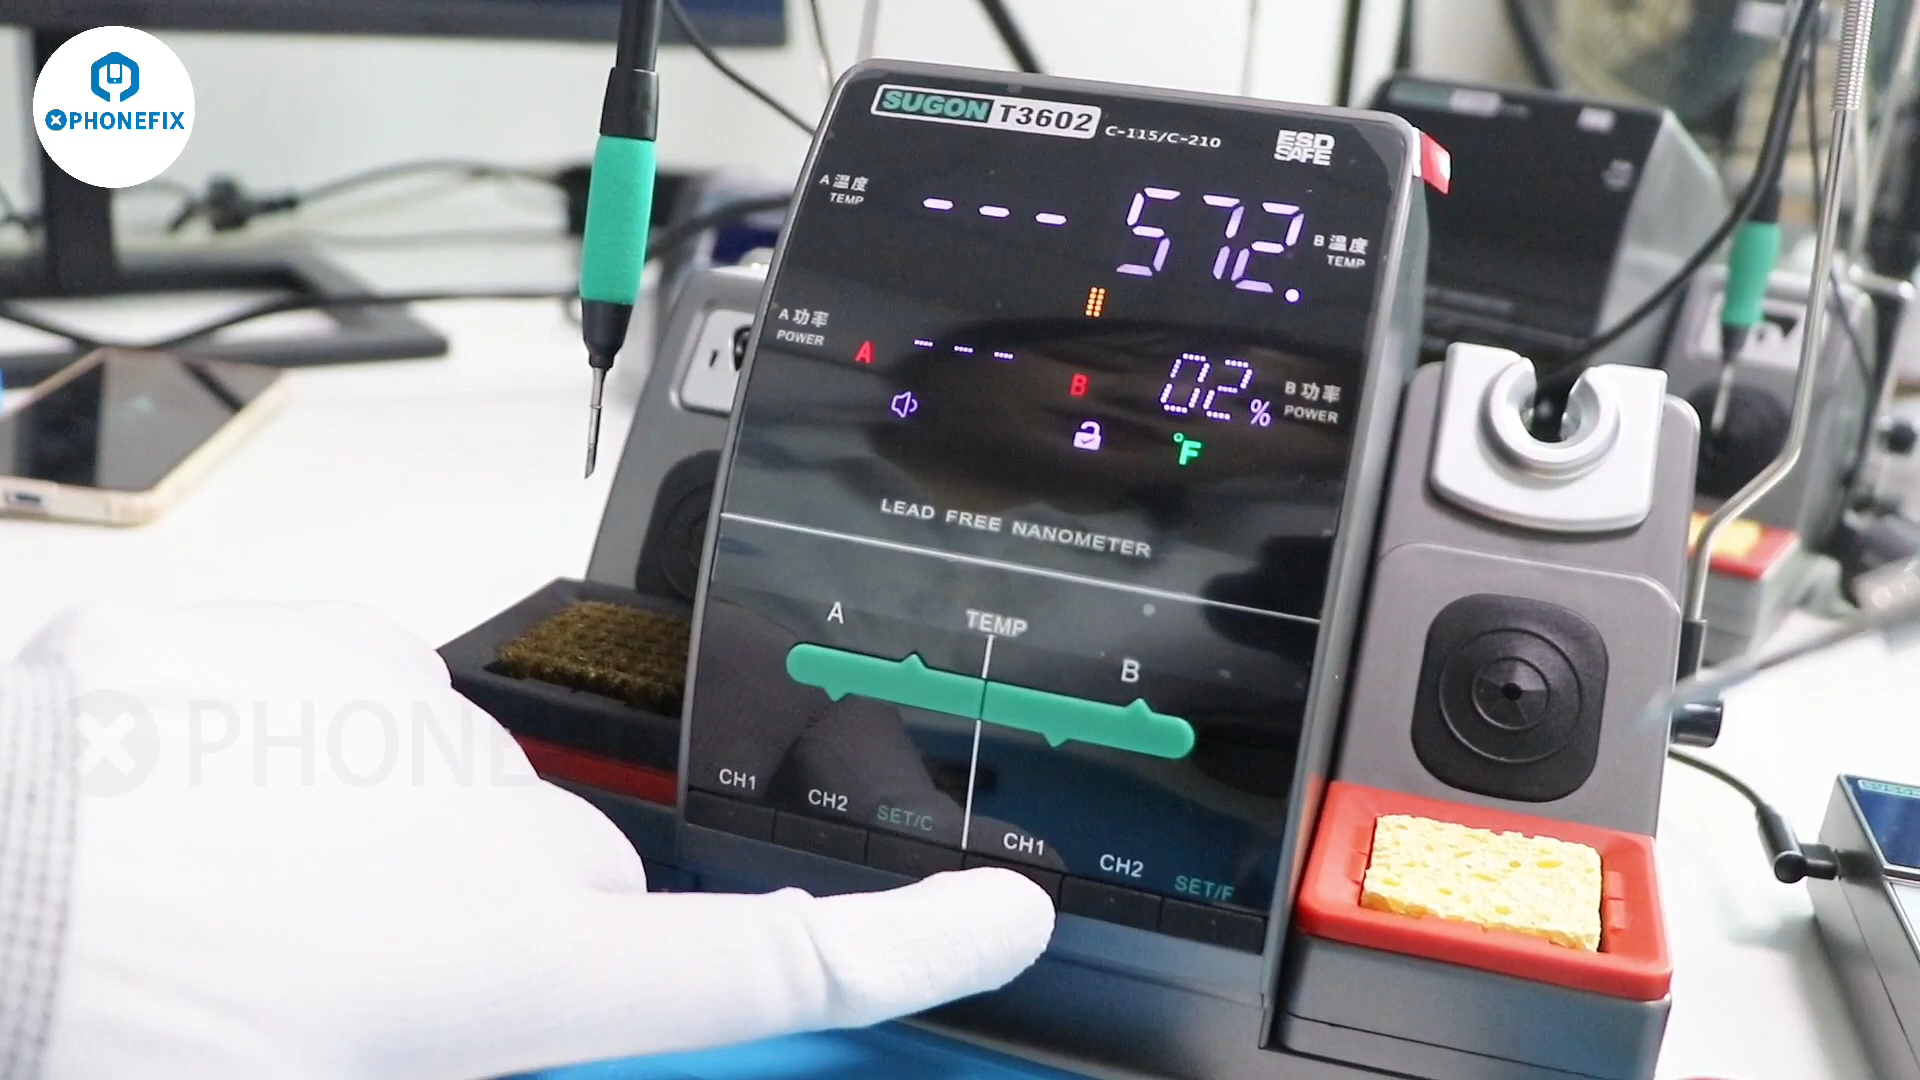 PHONEFIX
SUGON T3602 C-115/C-210
ESD
SAFE
A 温度
TEMP
--- 572.
B 温度
TEMP
A 功率
POWER
A --- B 02 %
B 功率
POWER
°F
LEAD FREE NANOMETER
A TEMP B
CH1 CH2 SET/C CH1 CH2 SET/F
PHONE